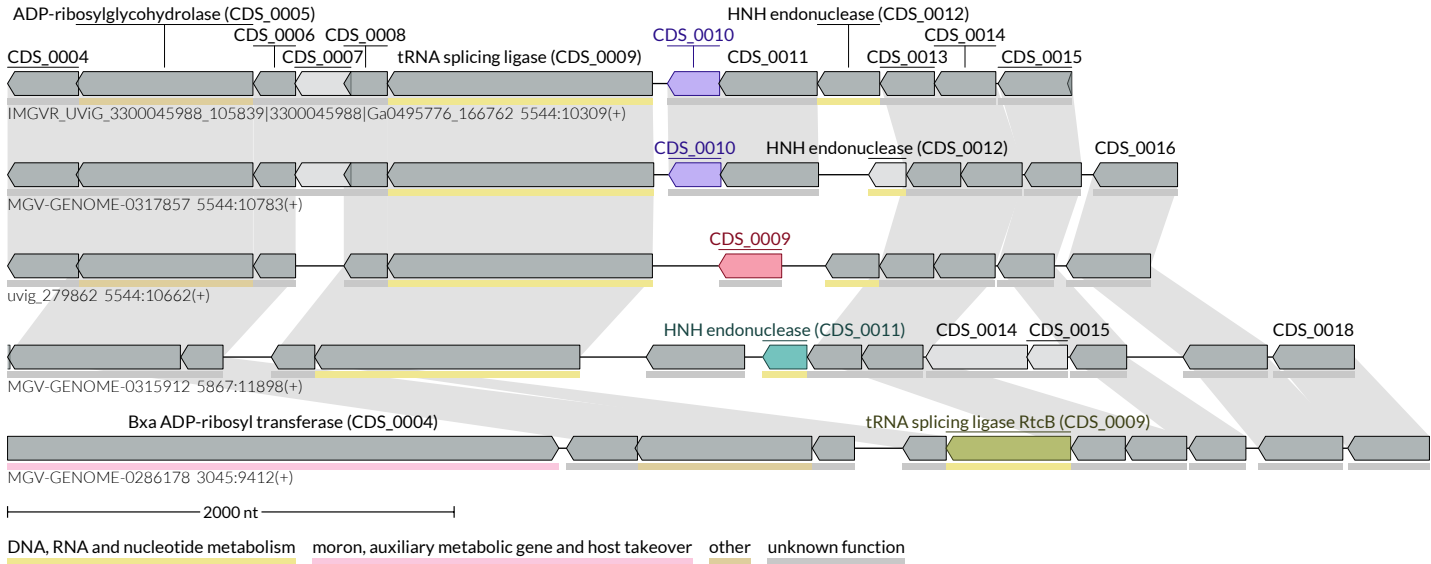 ADP-ribosylglycohydrolase (CDS_0005) HNH endonuclease (CDS_0012)
CDS_0006 CDS_0008 CDS_0010 CDS_0014
CDS_0004 CDS_0007 tRNA splicing ligase (CDS_0009) CDS_0011 CDS_0013 CDS_0015
IMGVR_UViG_3300045988_105839|3300045988|Ga0495776_166762 5544:10309(+)
CDS_0010 HNH endonuclease (CDS_0012) CDS_0016
MGV-GENOME-0317857 5544:10783(+)
CDS_0009
uvig_279862 5544:10662(+)
HNH endonuclease (CDS_0011) CDS_0014 CDS_0015 CDS_0018
MGV-GENOME-0315912 5867:11898(+)
Bxa ADP-ribosyl transferase (CDS_0004) tRNA splicing ligase RtcB (CDS_0009)
MGV-GENOME-0286178 3045:9412(+)
2000 nt
DNA, RNA and nucleotide metabolism moron, auxiliary metabolic gene and host takeover other unknown function